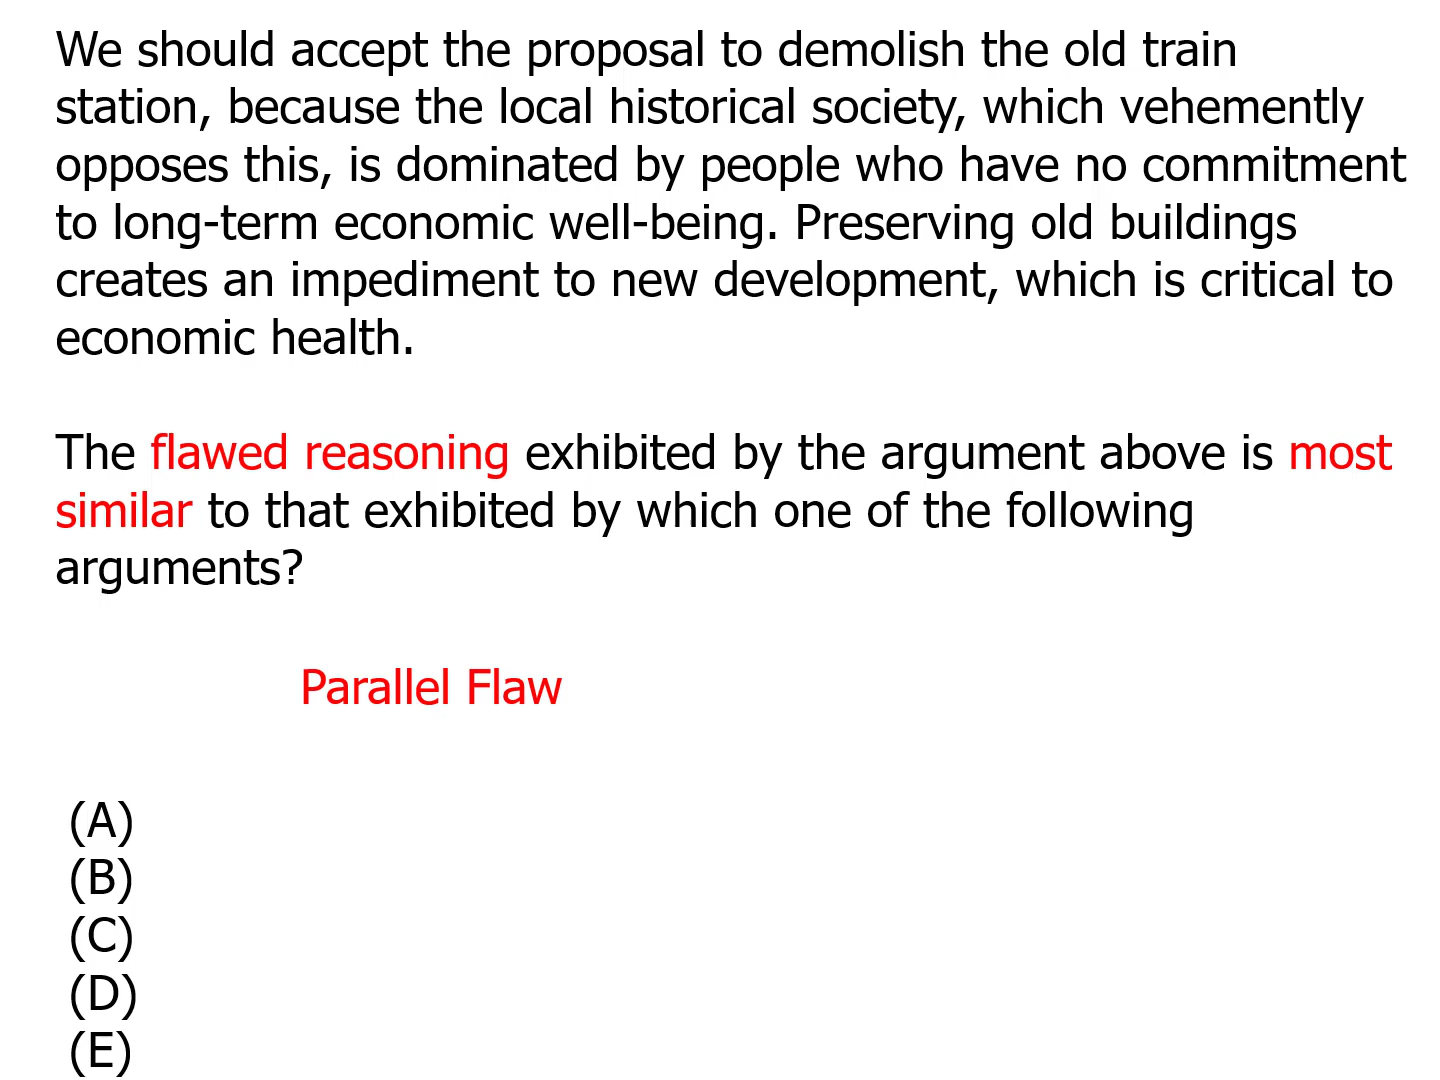 We should accept the proposal to demolish the old train
station, because the local historical society, which vehemently
opposes this, is dominated by people who have no commitment
to long-term economic well-being. Preserving old buildings
creates an impediment to new development, which is critical to
economic health.
The flawed reasoning exhibited by the argument above is most
similar to that exhibited by which one of the following
arguments?
Parallel Flaw
(A)
(B)
(C)
(D)
(E)